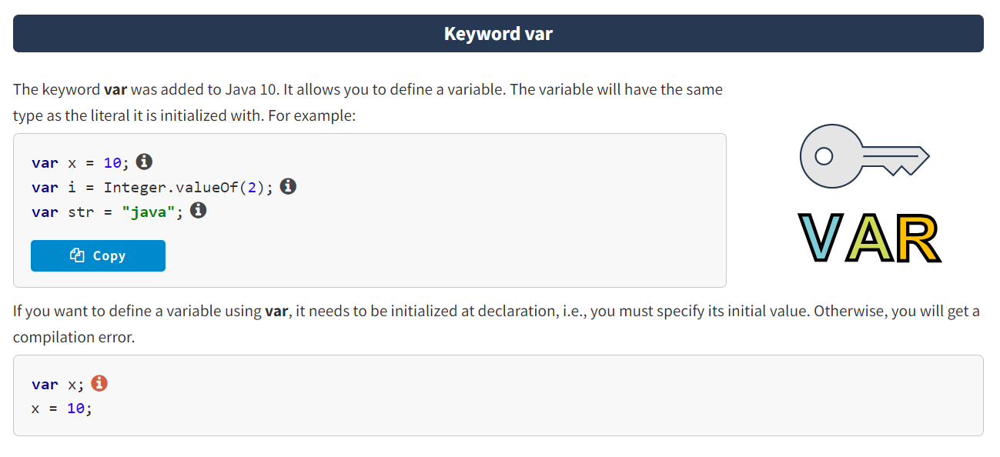 Keyword var
The keyword var was added to Java 10. It allows you to define a variable. The variable will have the same
type as the literal it is initialized with. For example:
var x = 10;
var i = Integer.valueOf(2);
var str = "java";
Copy
VAR
If you want to define a variable using var, it needs to be initialized at declaration, i.e., you must specify its initial value. Otherwise, you will get a
compilation error.
var x;
x = 10;